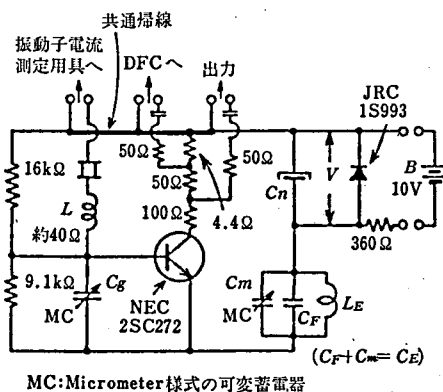 共通帰線
振動子電流
測定用具へ
DFCへ
出力
JRC
1S993
50Ω
50Ω
50Ω
16kΩ
100Ω
4.4Ω
Cn
V
B
10V
L
約40Ω
360Ω
9.1kΩ
Cg
MC
NEC
2SC272
Cm
MC
CF
LE
(CF+Cm=CE)
MC:Micrometer様式の可変蓄電器